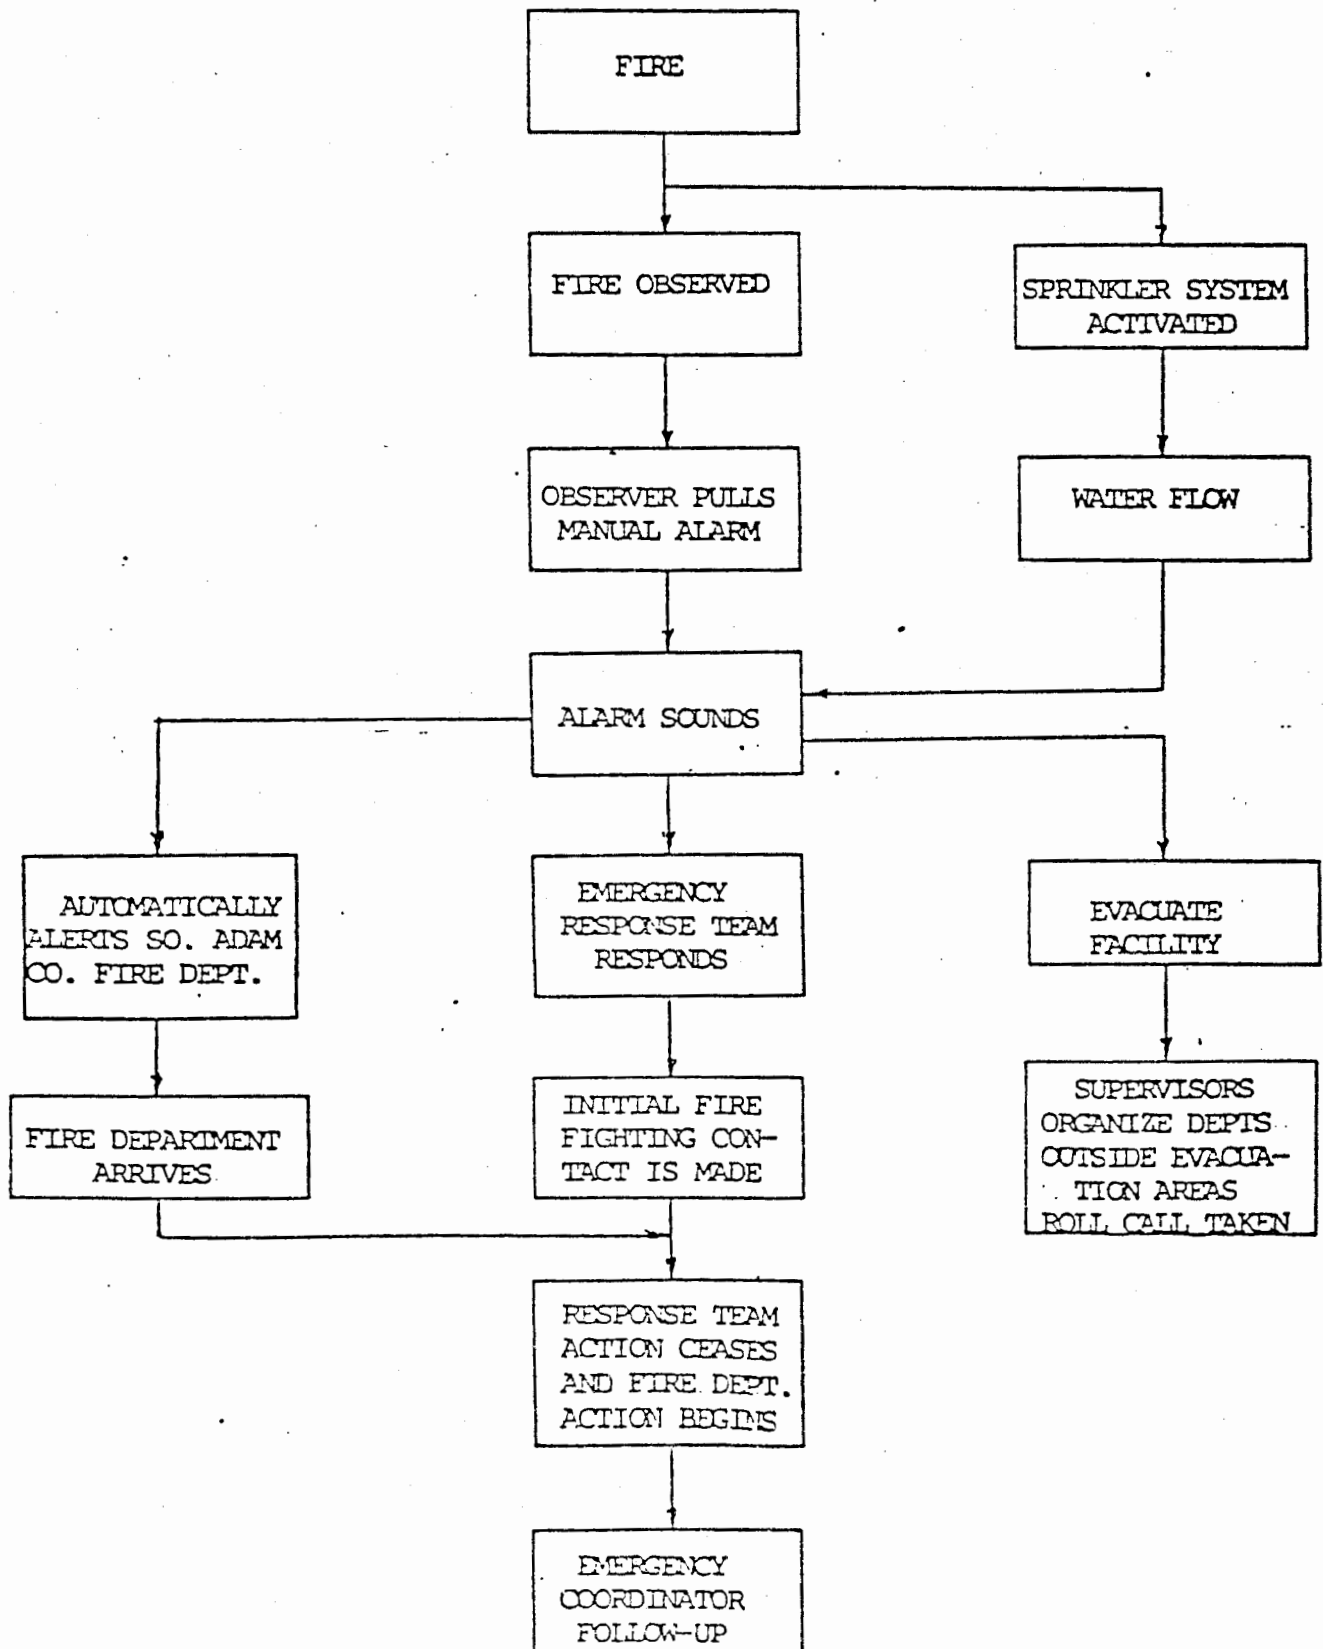 FIRE
FIRE OBSERVED
SPRINKLER SYSTEM
ACTIVATED
OBSERVER PULLS
MANUAL ALARM
WATER FLOW
ALARM SOUNDS
AUTOMATICALLY
ALERTS SO. ADAM
CO. FIRE DEPT.
EMERGENCY
RESPONSE TEAM
RESPONDS
EVACUATE
FACILITY
FIRE DEPARTMENT
ARRIVES
INITIAL FIRE
FIGHTING CON-
TACT IS MADE
SUPERVISORS
ORGANIZE DEPTS
OUTSIDE EVACUA-
TION AREAS
ROLL CALL TAKEN
RESPONSE TEAM
ACTION CEASES
AND FIRE DEPT.
ACTION BEGINS
EMERGENCY
COORDINATOR
FOLLOW-UP